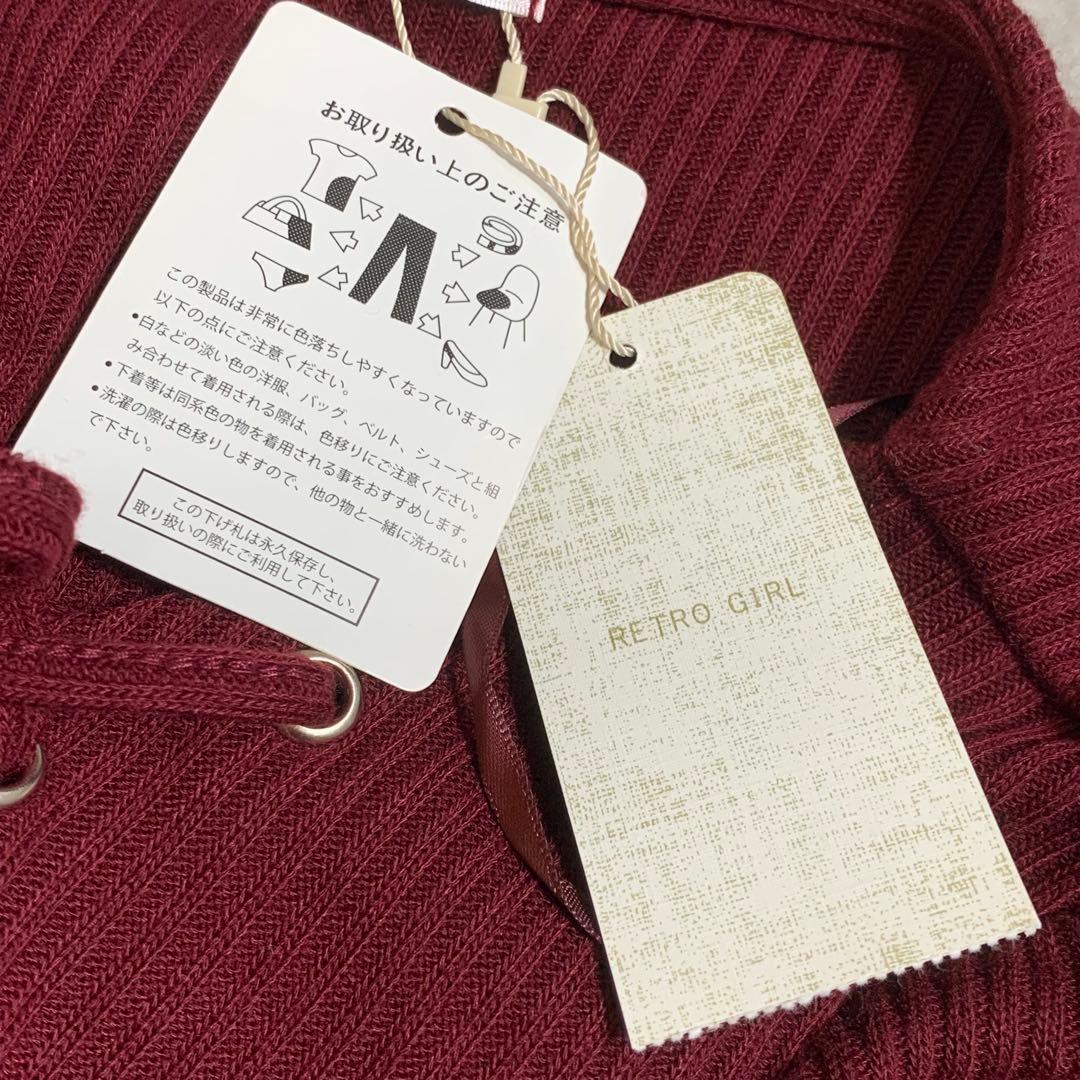 お取り扱い上のご注意
この製品は非常に色落ちしやすくなっていますので
以下の点にご注意ください。
•白などの淡い色の洋服、バッグ、ベルト、シューズと組
み合わせて着用される際は、色移りにご注意ください。
•下着等は同系色の物を着用される事をおすすめします。
•洗濯の際は色移りしますので、他の物と一緒に洗わない
で下さい。
この下げ札は永久保存し、
取り扱いの際にご利用して下さい。
RETRO GIRL